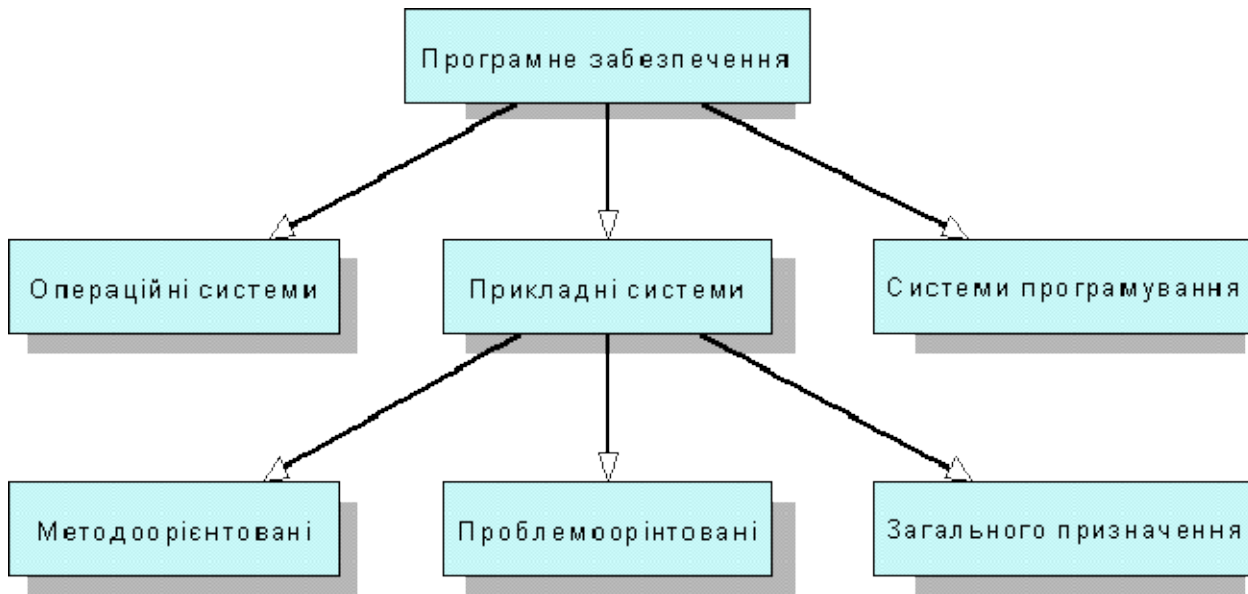 Програмне забезпечення
Операційні системи
Прикладні системи
Системи програмування
Методоорієнтовані
Проблемоорінтовані
Загального призначення